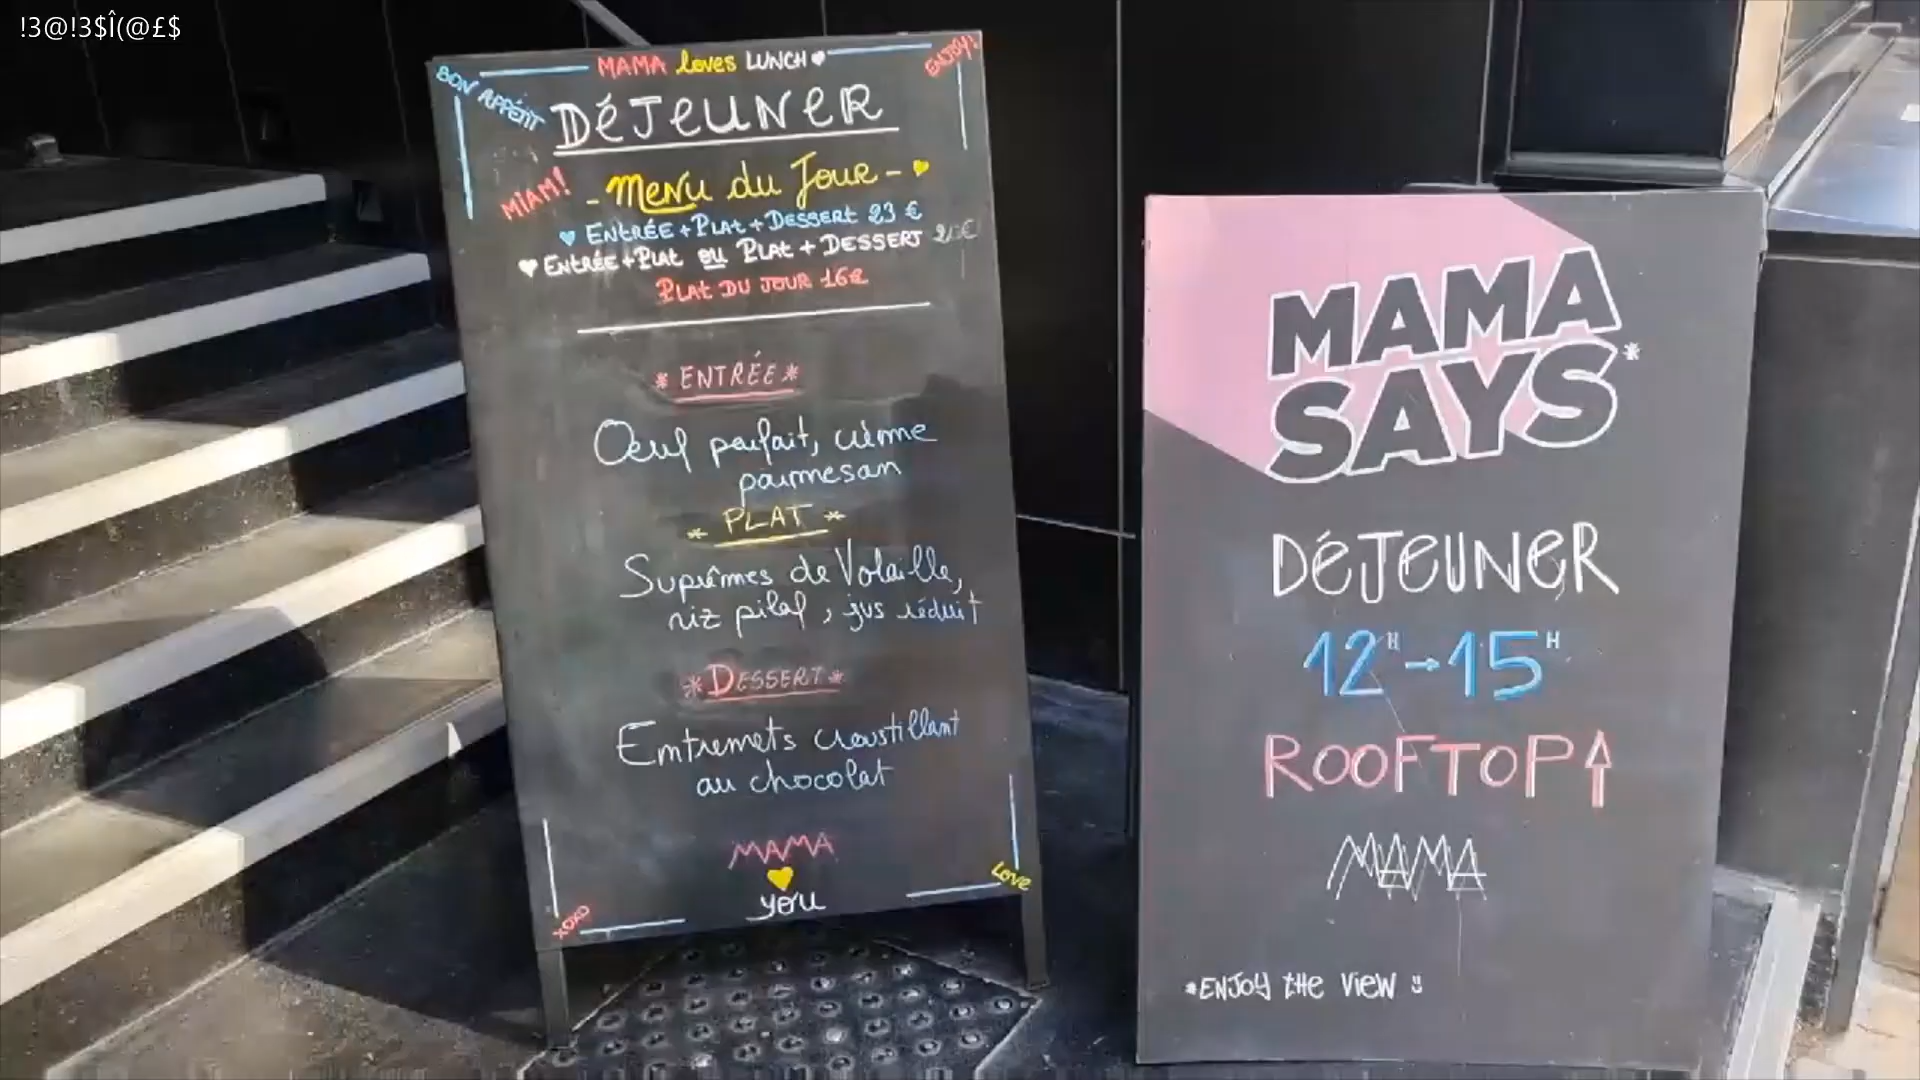 !3@!3$Î(@£$
MAMA loves LUNCH
BON APPÉTIT
ENJOY!
DéJeuNeR
MIAM!
- Menu du Jour -
ENtRÉE + PLAt + DESSERt 23 €
ENtRÉE + PLAt ou PLAt + DESSERT
PLAt DU JOUR 16€
* ENTRÉE *
Oeuf parfait, crème
parmesan
* PLAT *
Suprêmes de Volaille,
riz pilaf, jus réduit
* DESSERT *
Entremets croustillant
au chocolat
MAMA
you
XOXO
LOVE
MAMA
SAYS*
DéJeUNeR
12H→15H
ROOFTOP↑
MAMA
*ENJOY tHe VIEW